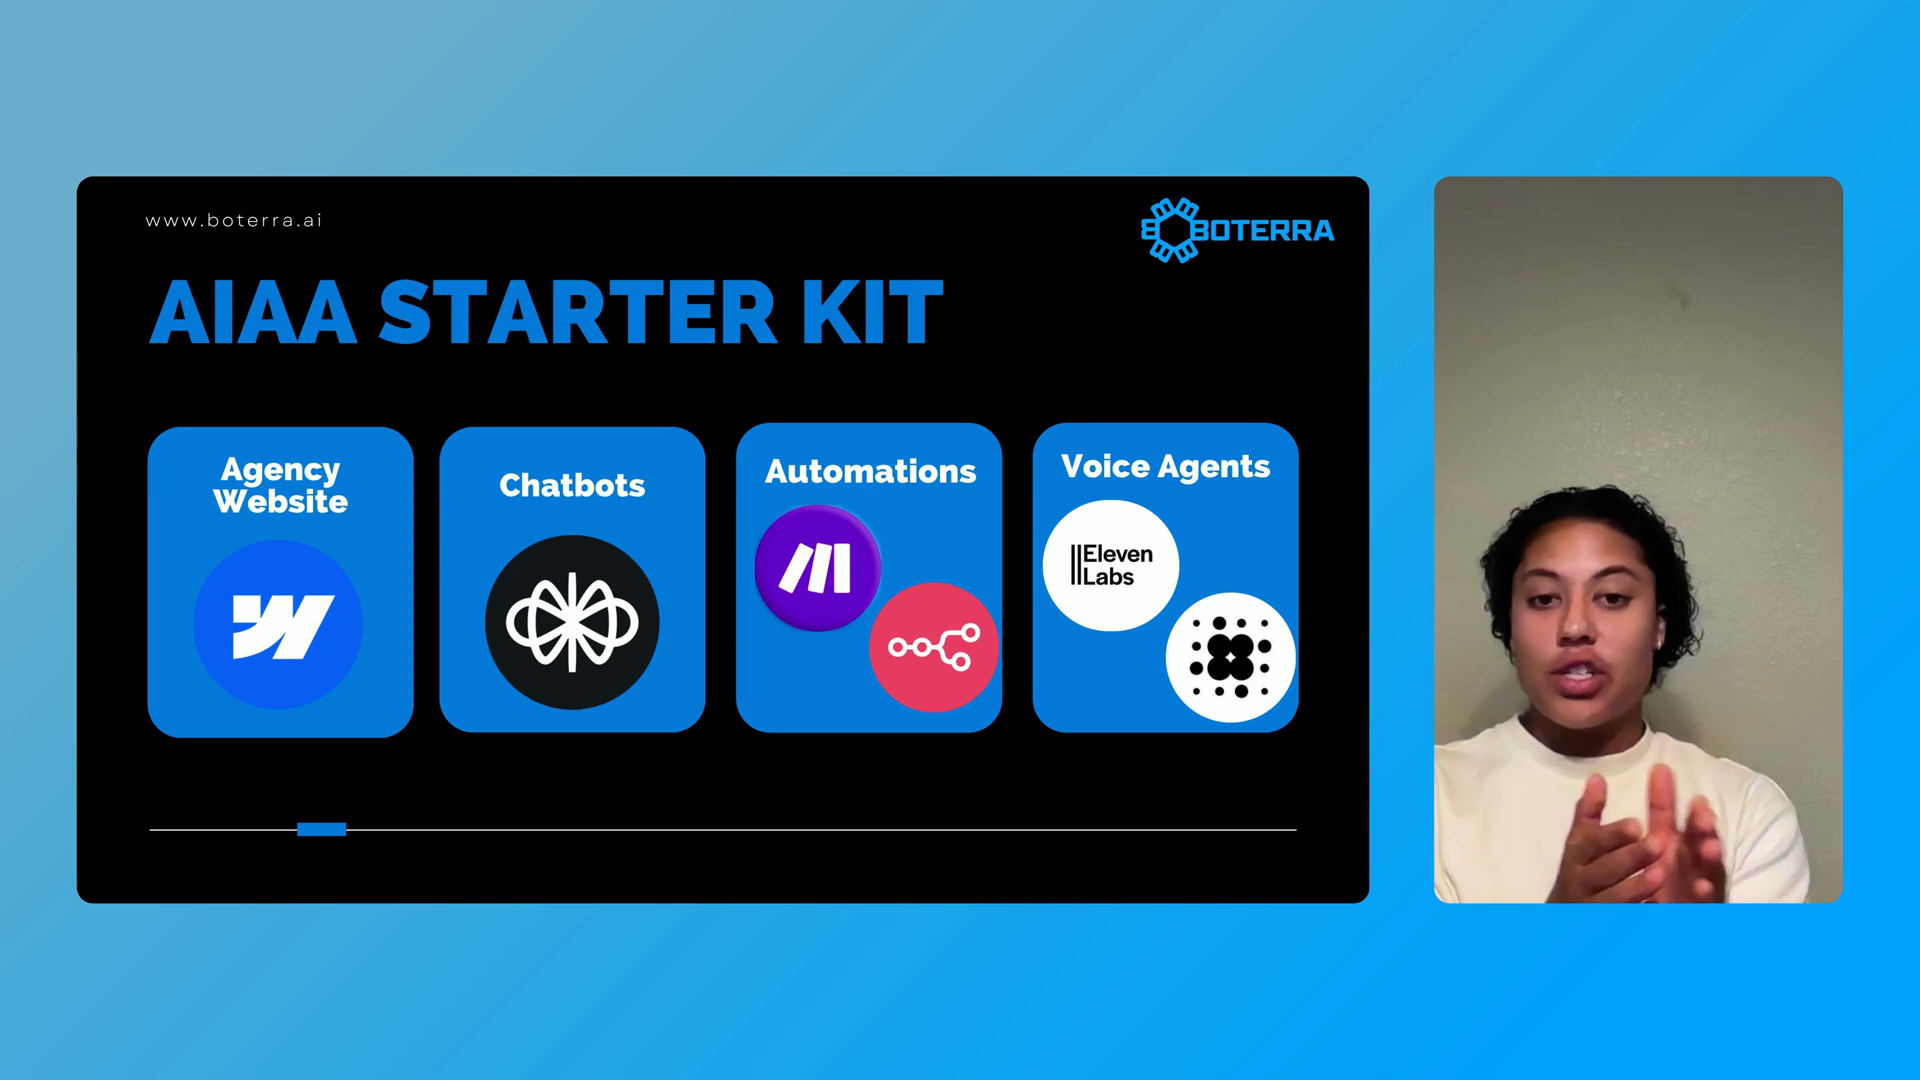 www.boterra.ai
BOTERRA
AIAA STARTER KIT
Agency
Website
Chatbots
Automations
Voice Agents
||Eleven
Labs